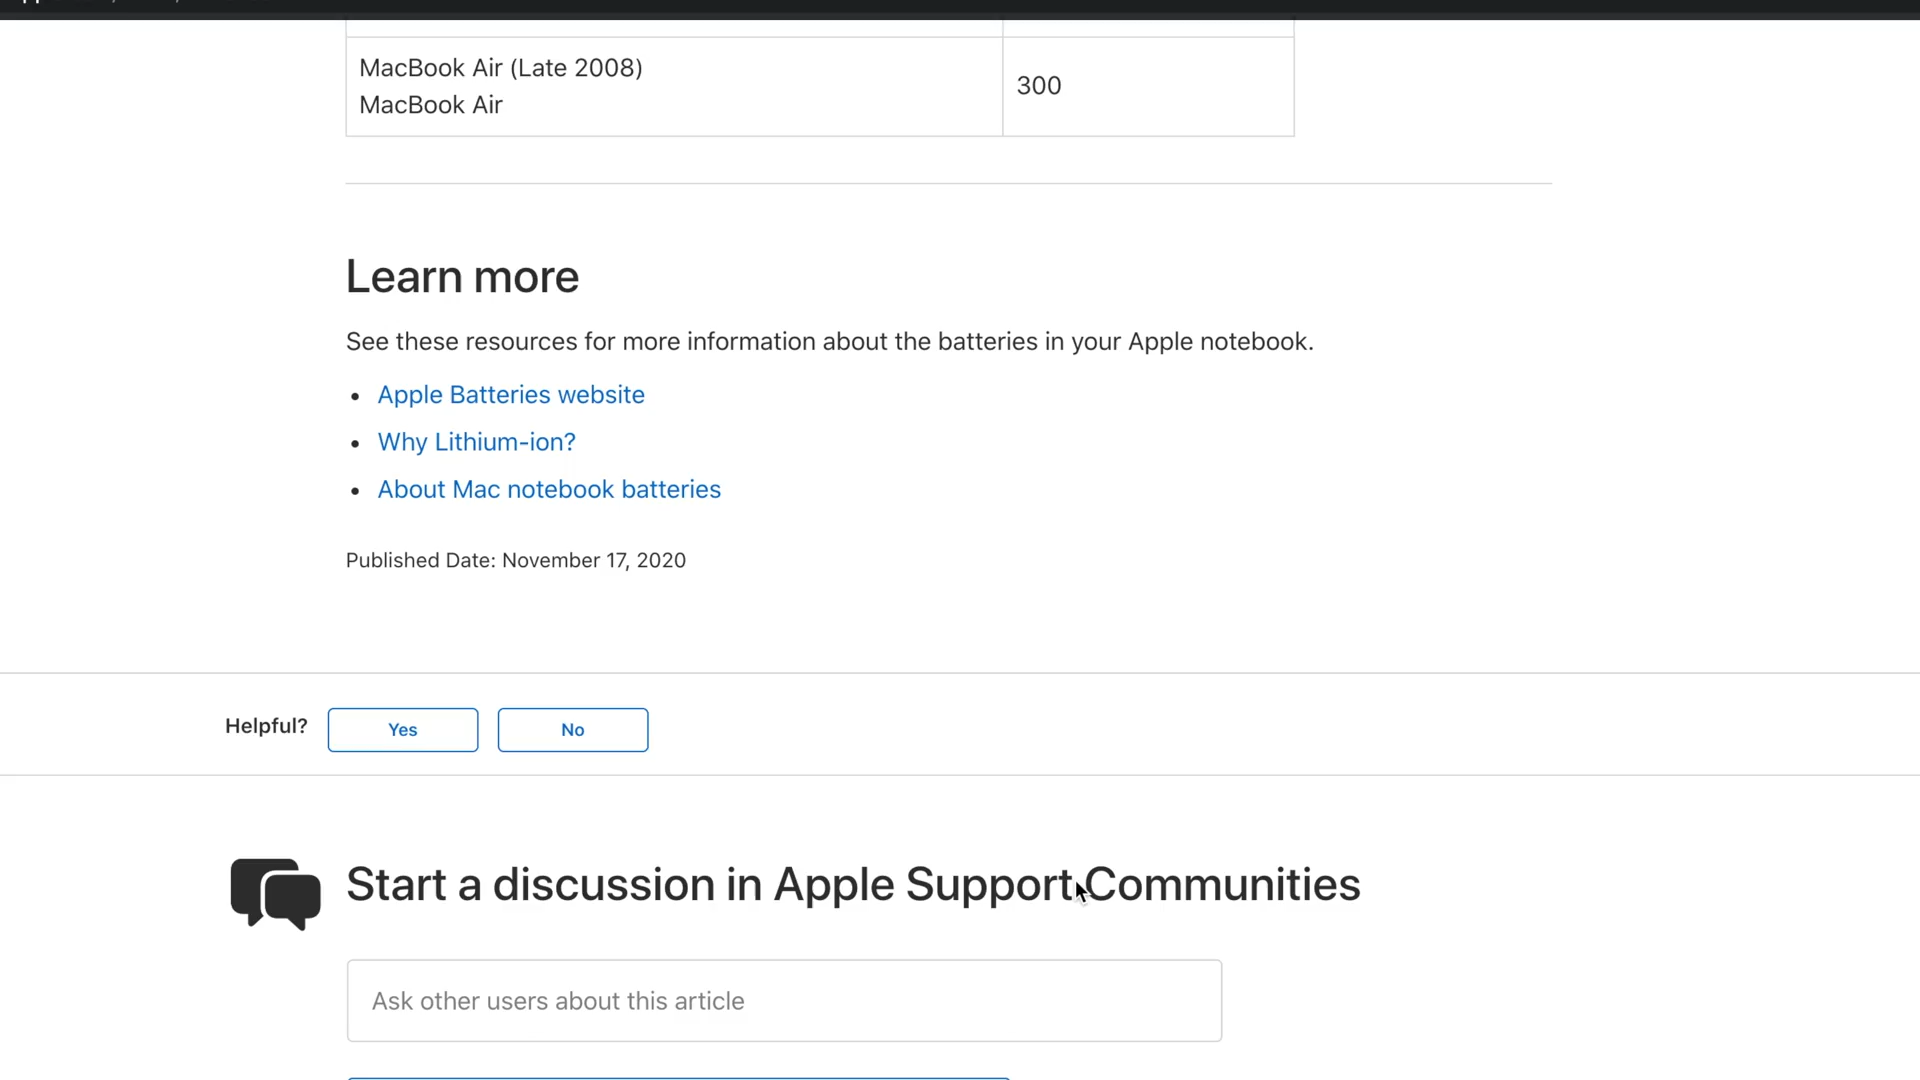 MacBook Air (Late 2008)
MacBook Air
300
Learn more
See these resources for more information about the batteries in your Apple notebook.
• Apple Batteries website
• Why Lithium-ion?
• About Mac notebook batteries
Published Date: November 17, 2020
Helpful?
Yes
No
Start a discussion in Apple Support Communities
Ask other users about this article